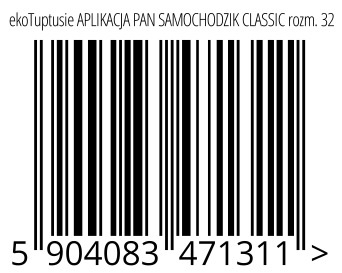 ekoTuptusie APLIKACJA PAN SAMOCHODZIK CLASSIC rozm. 32
5 904083 471311 >